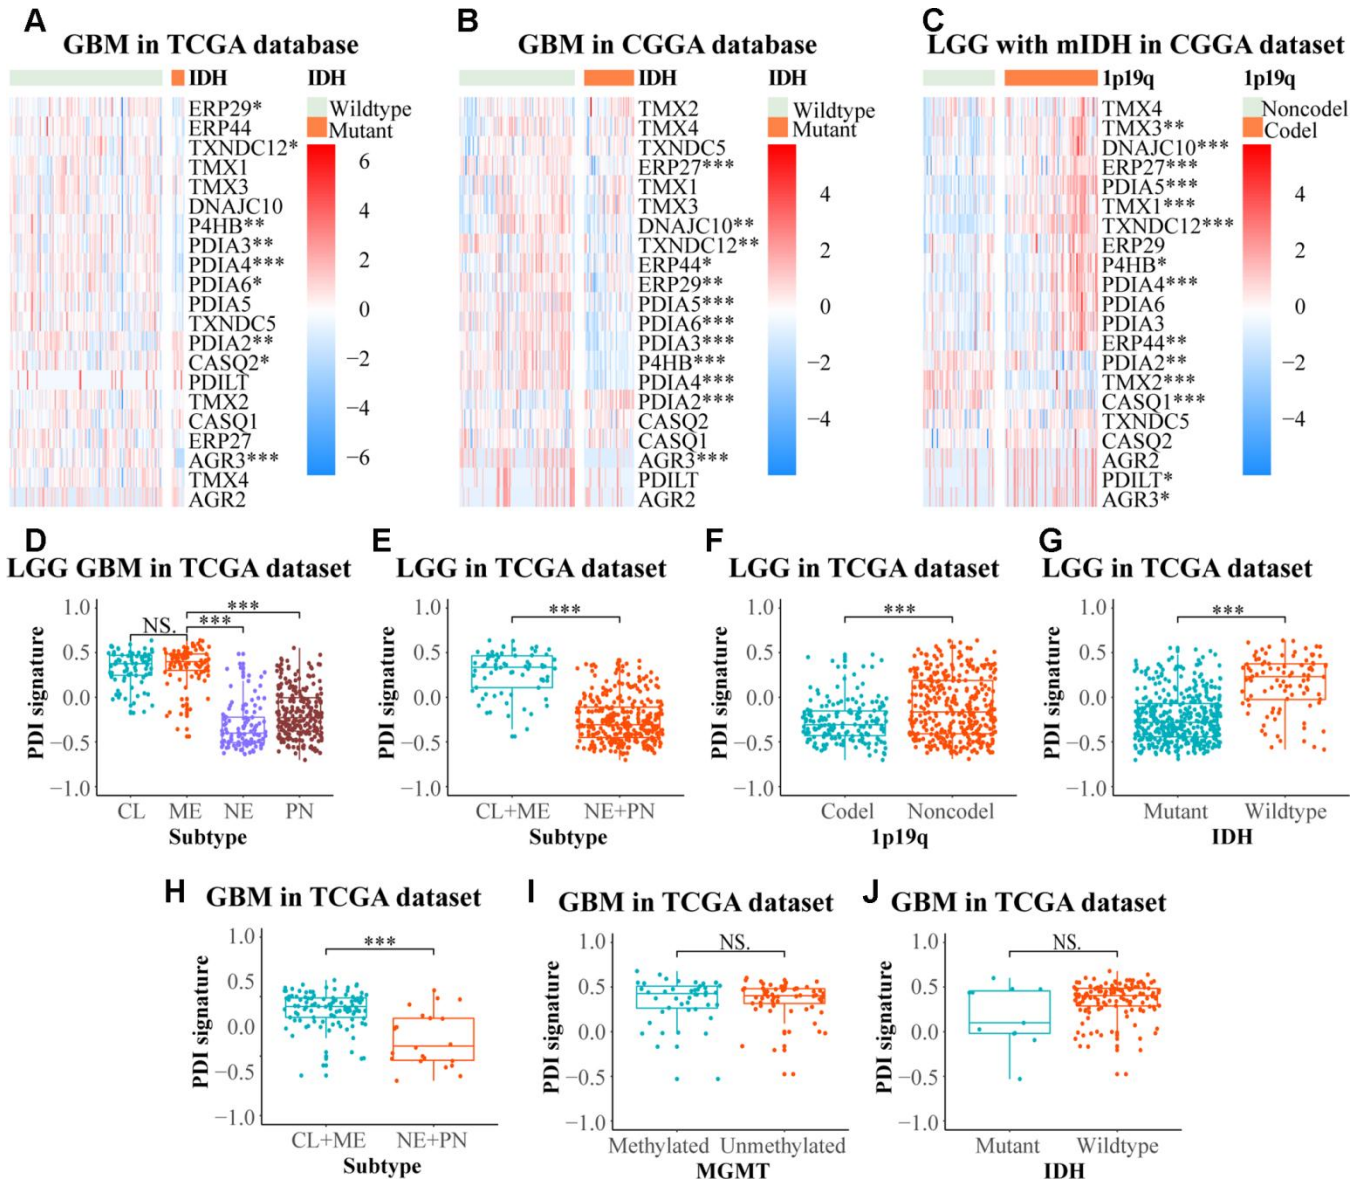 A
GBM in TCGA database
IDH
IDH
Wildtype
Mutant
ERP29*
ERP44
TXNDC12*
TMX1
TMX3
DNAJC10
P4HB**
PDIA3**
PDIA4***
PDIA6*
PDIA5
TXNDC5
PDIA2**
CASQ2*
PDILT
TMX2
CASQ1
ERP27
AGR3***
TMX4
AGR2
6
4
2
0
−2
−4
−6
B
GBM in CGGA database
IDH
IDH
Wildtype
Mutant
TMX2
TMX4
TXNDC5
ERP27***
TMX1
TMX3
DNAJC10**
TXNDC12**
ERP44*
ERP29**
PDIA5***
PDIA6***
PDIA3***
P4HB***
PDIA4***
PDIA2***
CASQ2
CASQ1
AGR3***
PDILT
AGR2
4
2
0
−2
−4
C
LGG with mIDH in CGGA dataset
1p19q
1p19q
Noncodel
Codel
TMX4
TMX3**
DNAJC10***
ERP27***
PDIA5***
TMX1***
TXNDC12***
ERP29
P4HB*
PDIA4***
PDIA6
PDIA3
ERP44**
PDIA2**
TMX2***
CASQ1***
TXNDC5
CASQ2
AGR2
PDILT*
AGR3*
4
2
0
−2
−4
D
LGG GBM in TCGA dataset
PDI signature
1.0
0.5
0.0
−0.5
−1.0
NS.
***
***
CL ME NE PN
Subtype
E
LGG in TCGA dataset
PDI signature
1.0
0.5
0.0
−0.5
−1.0
***
CL+ME NE+PN
Subtype
F
LGG in TCGA dataset
PDI signature
1.0
0.5
0.0
−0.5
−1.0
***
Codel Noncodel
1p19q
G
LGG in TCGA dataset
PDI signature
1.0
0.5
0.0
−0.5
−1.0
***
Mutant Wildtype
IDH
H
GBM in TCGA dataset
PDI signature
1.0
0.5
0.0
−0.5
−1.0
***
CL+ME NE+PN
Subtype
I
GBM in TCGA dataset
PDI signature
1.0
0.5
0.0
−0.5
−1.0
NS.
Methylated Unmethylated
MGMT
J
GBM in TCGA dataset
PDI signature
1.0
0.5
0.0
−0.5
−1.0
NS.
Mutant Wildtype
IDH